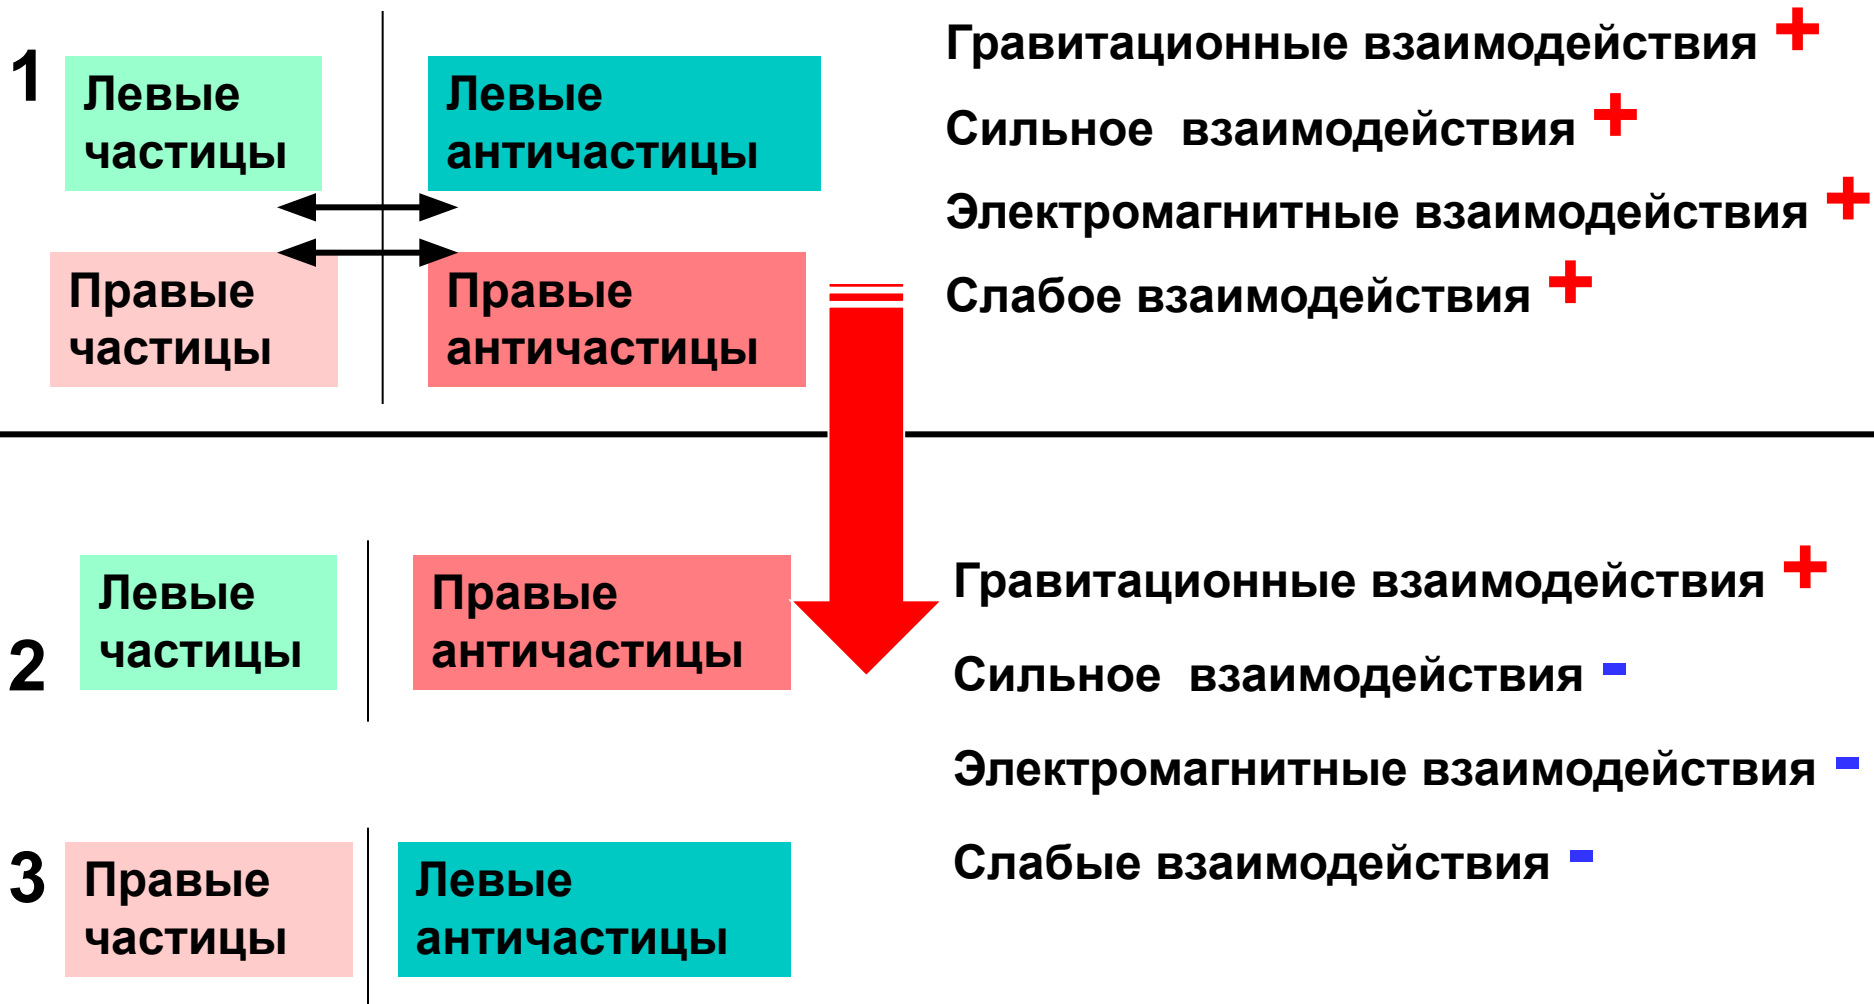 1
Левые
частицы
Левые
античастицы
Правые
частицы
Правые
античастицы
Гравитационные взаимодействия +
Сильное взаимодействия +
Электромагнитные взаимодействия +
Слабое взаимодействия +
2
Левые
частицы
Правые
античастицы
3
Правые
частицы
Левые
античастицы
Гравитационные взаимодействия +
Сильное взаимодействия -
Электромагнитные взаимодействия -
Слабые взаимодействия -